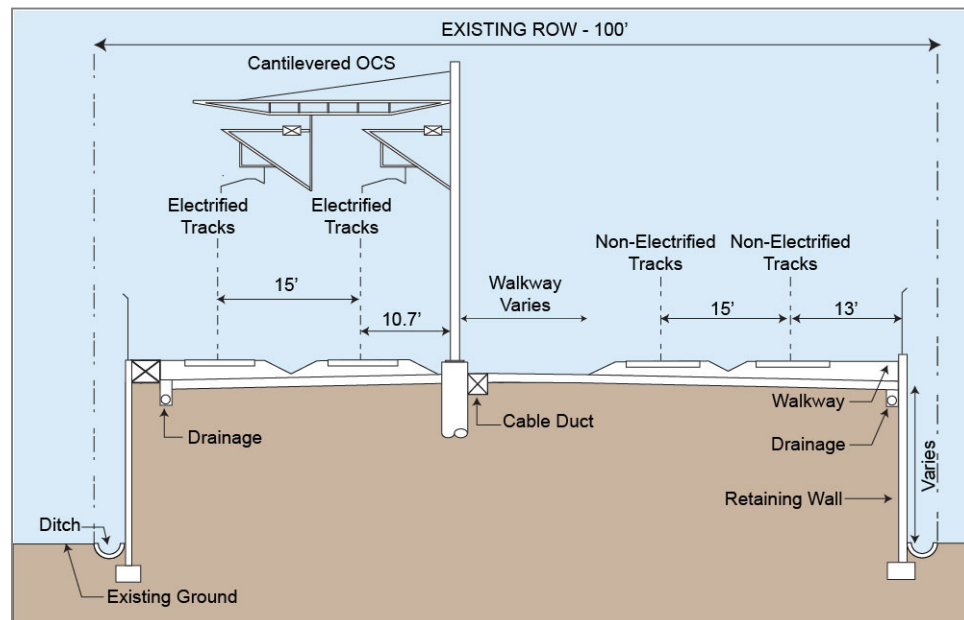 EXISTING ROW - 100'
Cantilevered OCS
Electrified
Tracks
Electrified
Tracks
Non-Electrified
Tracks
Non-Electrified
Tracks
15'
10.7'
Walkway
Varies
15'
13'
Walkway
Drainage
Cable Duct
Drainage
Varies
Retaining Wall
Ditch
Existing Ground